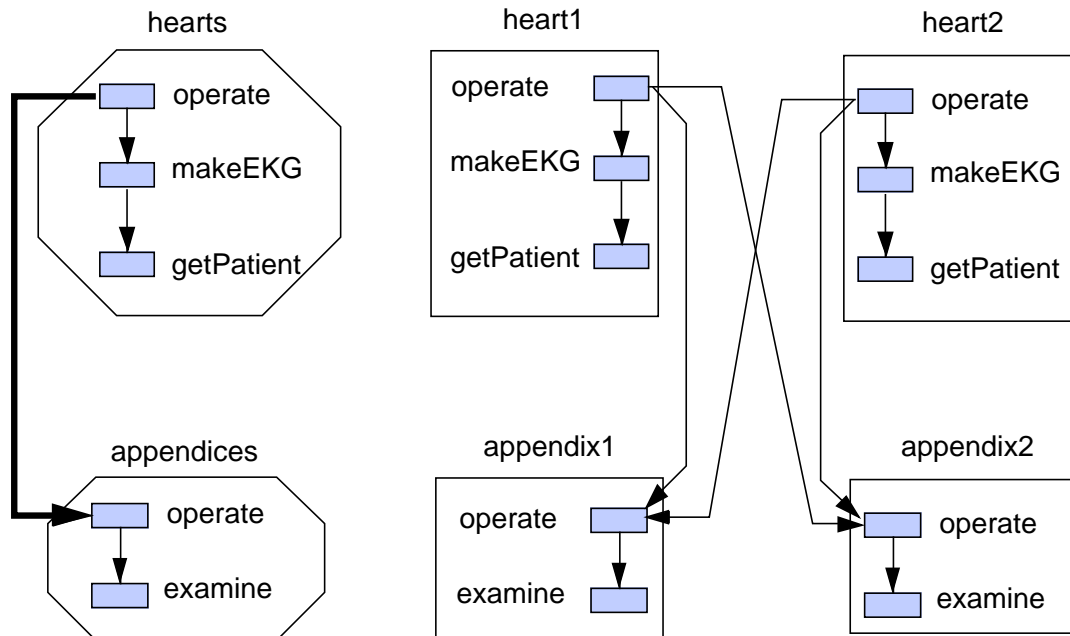 hearts
operate
makeEKG
getPatient
heart1
operate
makeEKG
getPatient
heart2
operate
makeEKG
getPatient
appendices
operate
examine
appendix1
operate
examine
appendix2
operate
examine